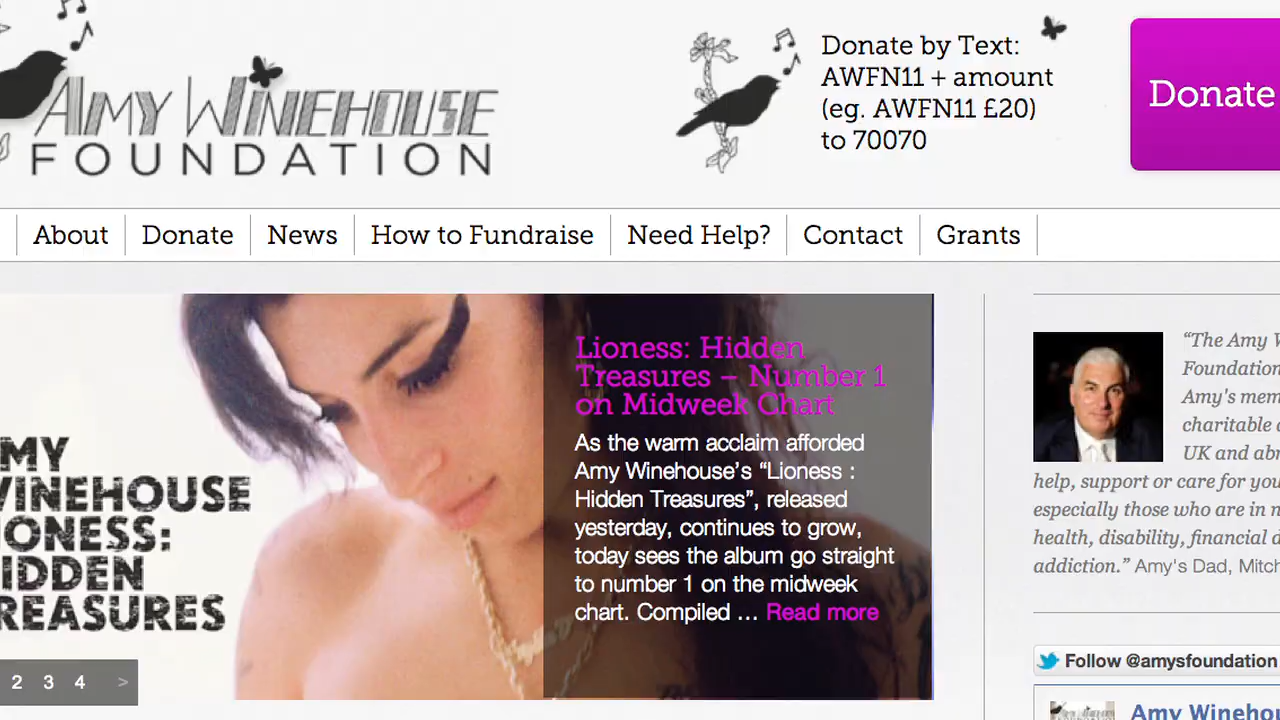 AMY WINEHOUSE
FOUNDATION
Donate by Text:
AWFN11 + amount
(eg. AWFN11 £20)
to 70070
Donate
About
Donate
News
How to Fundraise
Need Help?
Contact
Grants
MY
INEHOUSE
IONESS:
IDDEN
REASURES
2 3 4 >
Lioness: Hidden
Treasures – Number 1
on Midweek Chart
As the warm acclaim afforded
Amy Winehouse’s “Lioness :
Hidden Treasures”, released
yesterday, continues to grow,
today sees the album go straight
to number 1 on the midweek
chart. Compiled … Read more
“The Amy W
Foundation
Amy's mem
charitable a
UK and abr
help, support or care for you
especially those who are in n
health, disability, financial d
addiction.” Amy's Dad, Mitch
Follow @amysfoundation
Amy Winehou